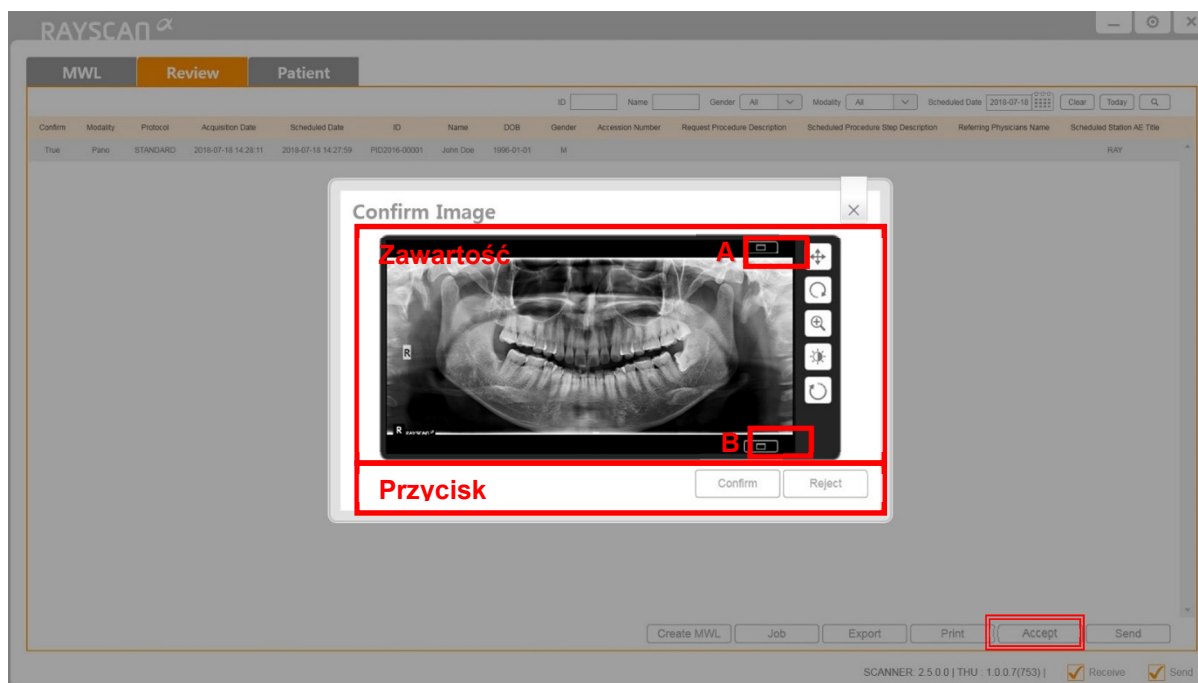 RAYSCAN α
MWL Review Patient
ID Name Gender All Modality All Scheduled Date 2018-07-18 Clear Today
Confirm Modality Protocol Acquisition Date Scheduled Date ID Name DOB Gender Accession Number Request Procedure Description Scheduled Procedure Step Description Referring Physicians Name Scheduled Station AE Title
True Pano STANDARD 2018-07-18 14:28:11 2018-07-18 14:27:59 PID2016-00001 John Doe 1996-01-01 M RAY
Confirm Image
Zawartość A
R
R RAYSCAN α
B
Przycisk Confirm Reject
Create MWL Job Export Print Accept Send
SCANNER: 2.5.0.0 | THU : 1.0.0.7(753) | Receive Send